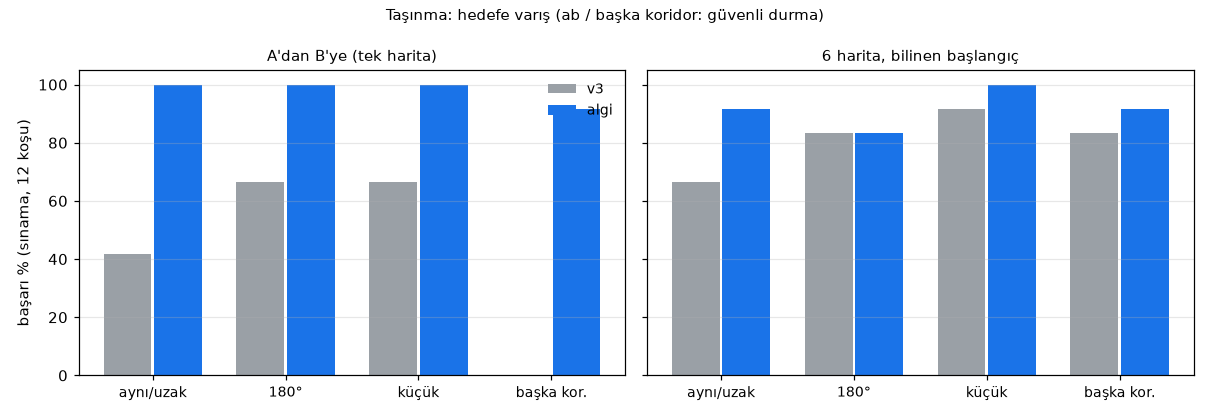 Taşınma: hedefe varış (ab / başka koridor: güvenli durma)
A'dan B'ye (tek harita)
6 harita, bilinen başlangıç
v3
algi
başarı % (sınama, 12 koşu)
100
80
60
40
20
0
aynı/uzak
180°
küçük
başka kor.
aynı/uzak
180°
küçük
başka kor.